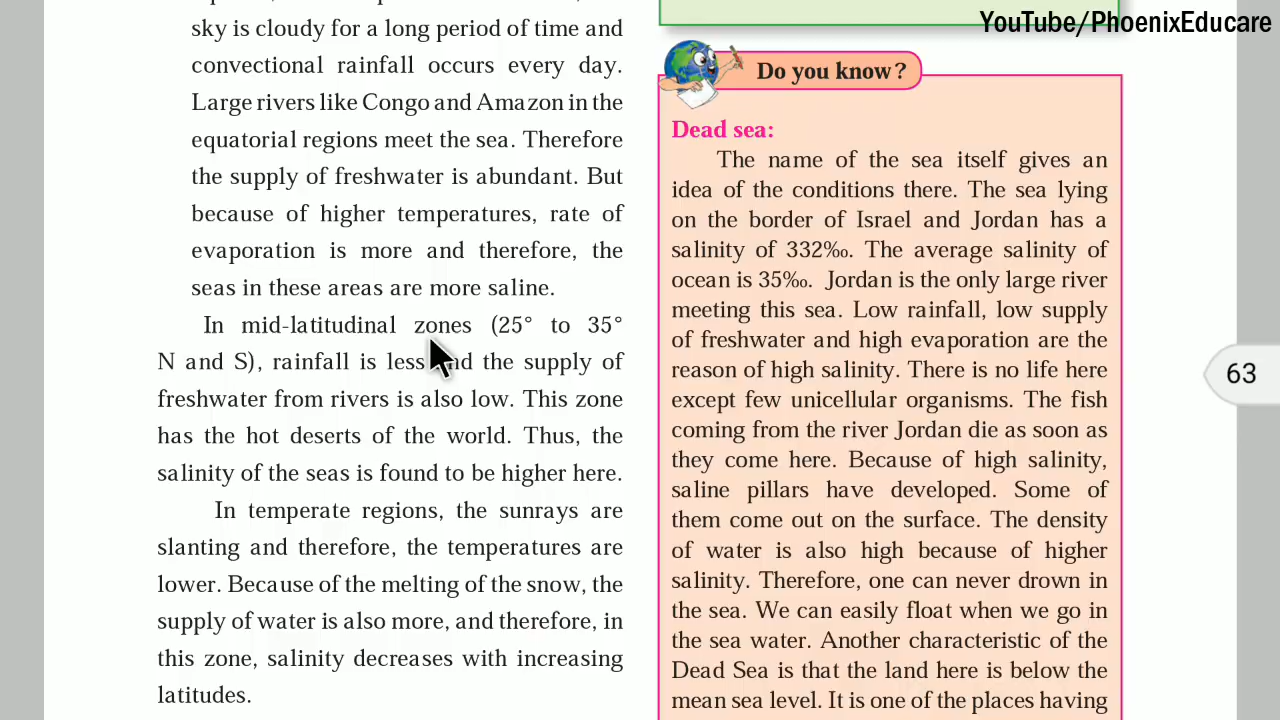 YouTube/PhoenixEducare
sky is cloudy for a long period of time and
convectional rainfall occurs every day.
Large rivers like Congo and Amazon in the
equatorial regions meet the sea. Therefore
the supply of freshwater is abundant. But
because of higher temperatures, rate of
evaporation is more and therefore, the
seas in these areas are more saline.
In mid-latitudinal zones (25° to 35°
N and S), rainfall is less the supply of
freshwater from rivers is also low. This zone
has the hot deserts of the world. Thus, the
salinity of the seas is found to be higher here.
In temperate regions, the sunrays are
slanting and therefore, the temperatures are
lower. Because of the melting of the snow, the
supply of water is also more, and therefore, in
this zone, salinity decreases with increasing
latitudes.
Do you know?
Dead sea:
The name of the sea itself gives an
idea of the conditions there. The sea lying
on the border of Israel and Jordan has a
salinity of 332‰. The average salinity of
ocean is 35‰. Jordan is the only large river
meeting this sea. Low rainfall, low supply
of freshwater and high evaporation are the
reason of high salinity. There is no life here
except few unicellular organisms. The fish
coming from the river Jordan die as soon as
they come here. Because of high salinity,
saline pillars have developed. Some of
them come out on the surface. The density
of water is also high because of higher
salinity. Therefore, one can never drown in
the sea. We can easily float when we go in
the sea water. Another characteristic of the
Dead Sea is that the land here is below the
mean sea level. It is one of the places having
63